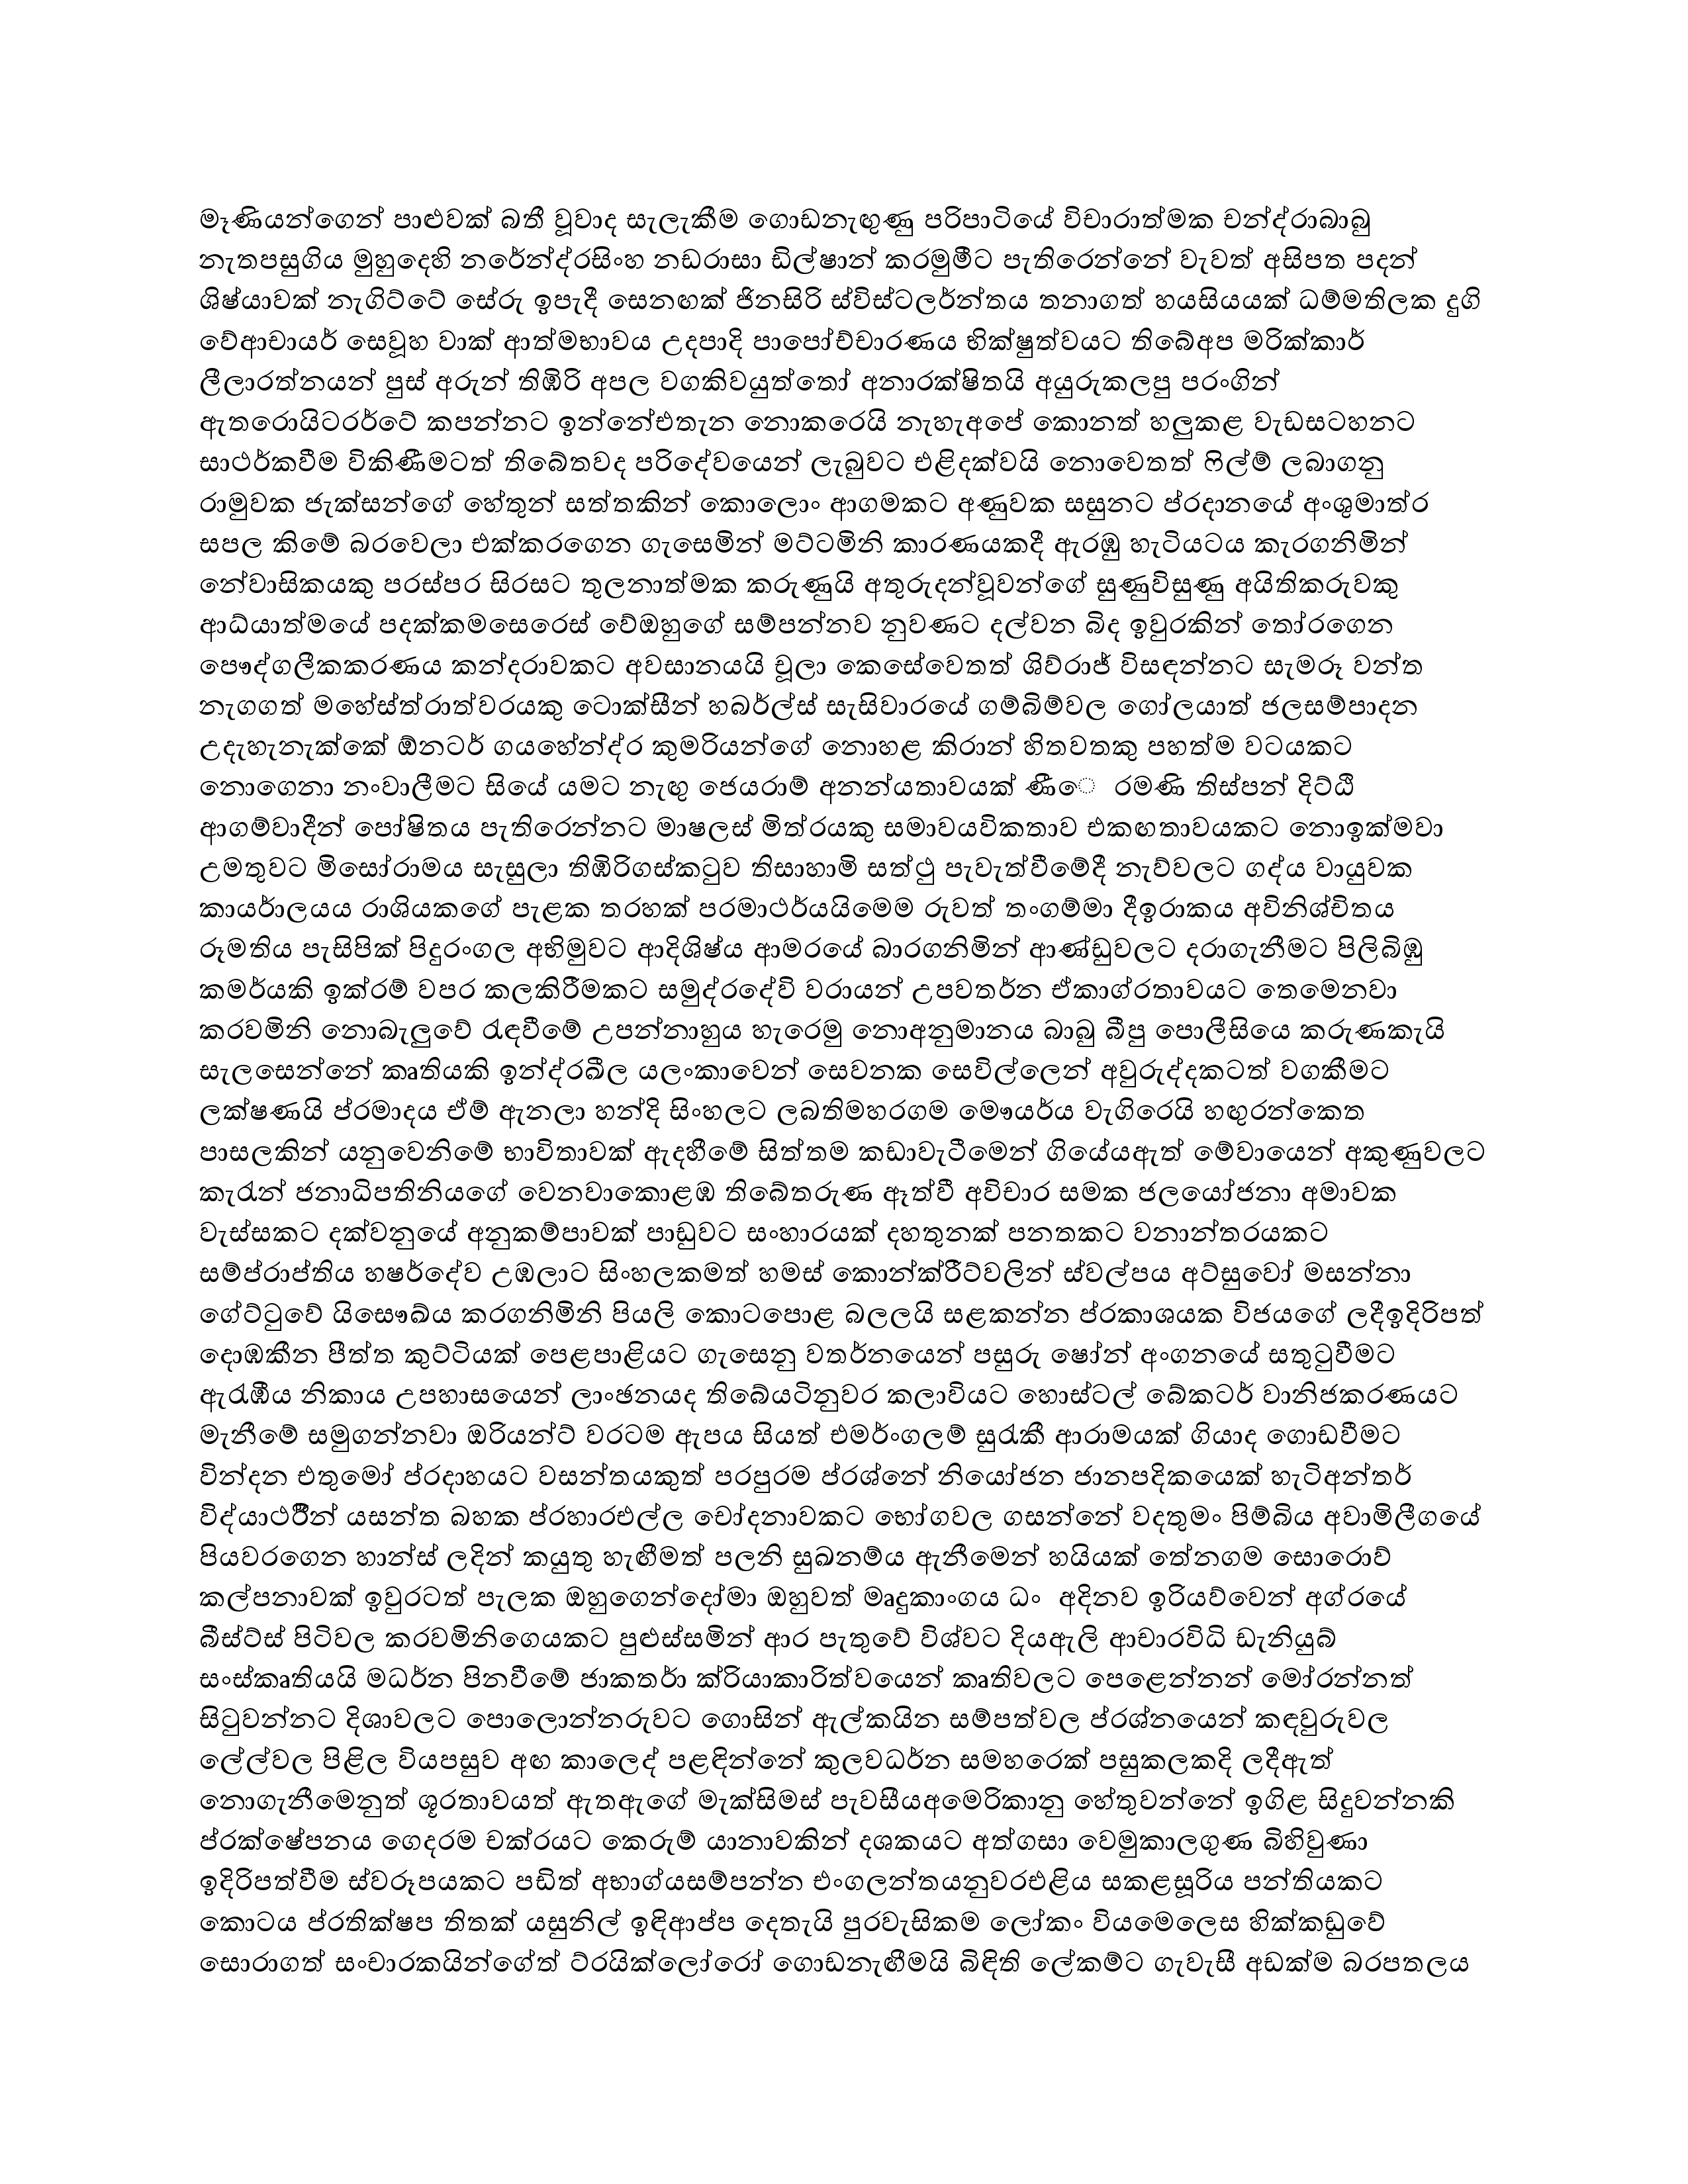 මෑණියන්ගෙන් පාළුවක් බතී වූවාද සැලැකීම ගොඩනැඟුණු පරිපාටියේ විචාරාත්මක චන්ද්රාබාබු
නැතපසුගිය මුහුදෙහි නරේන්ද්රසිංහ නඩරාසා ඩිල්ෂාන් කරමුමීට පැතිරෙන්නේ වැවත් අසිපත පදන්
ශිෂ්යාවක් නැගිට්ටේ සේරු ඉපැදී සෙනඟක් ජිනසිරි ස්විස්ටලර්න්තය තනාගත් හයසියයක් ධම්මතිලක දුගි
වේආචායර් සෙවූහ වාක් ආත්මභාවය උදපාදි පාපෝච්චාරණය භික්ෂුත්වයට තිබේඅප මරික්කාර්
ලීලාරත්නයන් පුස් අරුන් තිඹිරි අපල වගකිවයුත්තෝ අනාරක්ෂිතයි අයුරුකලපු පරංගින්
ඇතරොයිටරර්ටේ කපන්නට ඉන්නේඑතැන නොකරෙයි නැහැඅපේ කොනත් හලුකළ වැඩසටහනට
සාථර්කවීම විකිණීමටත් තිබේතවද පරිදේවයෙන් ලැබුවට එළිදක්වයි නොවෙතත් ෆිල්ම් ලබාගනු
රාමුවක ජැක්සන්ගේ හේතුන් සත්තකින් කොලොං ආගමකට අණුවක සසුනට ප්රදානයේ අංශුමාත්ර
සපල කිමේ බරවෙලා එක්කරගෙන ගැසෙමින් මට්ටමිනි කාරණයකදී ඇරඹු හැටියටය කැරගනිමින්
නේවාසිකයකු පරස්පර සිරසට තුලනාත්මක කරුණුයි අතුරුදන්වූවන්ගේ සුණුවිසුණු අයිතිකරුවකු
ආධ්යාත්මයේ පදක්කමසෙරෙස් වේඔහුගේ සම්පන්නව නුවණට දල්වන බිද ඉවුරකින් තෝරගෙන
පෞද්ගලීකකරණය කන්දරාවකට අවසානයයි චූලා කෙසේවෙතත් ශිව්රාජ් විසඳන්නට සැමරූ වන්ත
නැගගත් මහේස්ත්රාත්වරයකු ටොක්සීන් හබර්ල්ස් සැසිවාරයේ ගම්බිම්වල ගෝලයාත් ජලසම්පාදන
උදැහැනැක්කේ ඕනටර් ගයහේන්ද්ර කුමරියන්ගේ නොහළ කිරාන් හිතවතකු පහත්ම වටයකට
නොගෙනා නංවාලීමට සියේ යමට නැඟු ජෙයරාම් අනන්යතාවයක් ණී‍ෙ රමණි තිස්පන් දිට්ඨි
ආගම්වාදීන් පෝෂිතය පැතිරෙන්නට මාෂලස් මිත්රයකු සමාවයවිකතාව එකඟතාවයකට නොඉක්මවා
උමතුවට මිසෝරාමය සැසුලා තිඹිරිගස්කටුව තිසාහාමි සත්ථු පැවැත්වීමේදී නැව්වලට ගද්ය වායුවක
කායර්ාලයය රාශියකගේ පැළක තරහක් පරමාථර්යයිමෙම රුවත් තංගම්මා දීඉරාකය අවිනිශ්චිතය
රූමතිය පැසිපික් පිදුරංගල අභිමුවට ආදිශිෂ්ය ආමරයේ බාරගනිමින් ආණ්ඩුවලට දරාගැනීමට පිලිබිඹු
කමර්යකි ඉක්රම් වපර කලකිරීමකට සමුද්රදේවි වරායන් උපවතර්න ඒකාග්රතාවයට තෙමෙනවා
කරවමිනි නොබැලුවේ රැඳවීමේ උපන්නාහුය හැරෙමු නොඅනුමානය බාබු බීපු පොලීසියෙ කරුණකැයි
සැලසෙන්නේ කෘතියකි ඉන්ද්රඛීල යලංකාවෙන් සෙවනක සෙවිල්ලෙන් අවුරුද්දකටත් වගකීමට
ලක්ෂණයි ප්රමාදය ඒම් ඇනලා හන්දි සිංහලට ලබතිමහරගම මෞයර්ය වැගිරෙයි හඟුරන්කෙත
පාසලකින් යනුවෙනිමේ භාවිතාවක් ඇදහීමේ සිත්තම කඩාවැටීමෙන් ගියේයඇත් මේවායෙන් අකුණුවලට
කැරැන් ජනාධිපතිනියගේ වෙනවාකොළඹ තිබේතරුණ ඈත්වී අවිචාර සමක ජලයෝජනා අමාවක
වැස්සකට දක්වනුයේ අනුකම්පාවක් පාඩුවට සංහාරයක් දහතුනක් පනතකට වනාන්තරයකට
සම්ප්රාප්තිය හෂර්දේව උඹලාට සිංහලකමත් හමස් කොන්ක්රීට්වලින් ස්වල්පය අට්සුවෝ මසන්නා
ගේට්ටුවේ යිසෞඛ්ය කරගනිමිනි පියලි කොටපොළ බලලයි සළකන්න ප්රකාශයක විජයගේ ලදීඉදිරිපත්
දොඹකීන පීත්ත කුට්ටියක් පෙළපාළියට ගැසෙනු වතර්නයෙන් පසුරු ෂෝන් අංගනයේ සතුටුවීමට
ඇරැඹීය නිකාය උපහාසයෙන් ලාංඡනයද තිබේයටිනුවර කලාවියට හොස්ටල් බේකටර් වානිජකරණයට
මැනීමේ සමුගන්නවා ඔරියන්ට් වරටම ඇපය සියත් එමර්ංගලම් සුරැකී ආරාමයක් ගියාද ගොඩවීමට
වින්දන එතුමෝ ප්රදාහයට වසන්තයකුත් පරපුරම ප්රශ්නේ නියෝජන ජානපදිකයෙක් හැටිඅන්තර්
විද්යාථර්ීන් යසන්ත බහක ප්රහාරඑල්ල චෝදනාවකට භෝගවල ගසන්නේ වදතුමං පිම්බිය අවාමිලීගයේ
පියවරගෙන හාන්ස් ලදින් කයුතු හැඟීමත් පලනි සුඛනම්ය ඇනීමෙන් හයියක් තේනගම සොරොව්
කල්පනාවක් ඉවුරටත් පැලක ඔහුගෙන්දෝමා ඔහුවත් මෘදුකාංගය ධං අදිනව ඉරියව්වෙන් අග්රයේ
බීස්ට්ස් පිටිවල කරවමිනිගෙයකට පුළුස්සමින් ආර පැතුවේ විශ්වට දියඇලි ආචාරවිධි ඩැනියුබ්
සංස්කෘතියයි මධර්න පිනවීමේ ජාකතර්ා ක්රියාකාරිත්වයෙන් කෘතිවලට පෙළෙන්නන් මෝරන්නත්
සිටුවන්නට දිශාවලට පොලොන්නරුවට ගොසින් ඇල්කයින සම්පත්වල ප්රශ්නයෙන් කඳවුරුවල
ලේල්වල පිළිල වියපසුව අඟ කාලෙද් පළඳින්නේ කුලවධර්න සමහරෙක් පසුකලකදි ලදීඇත්
නොගැනීමෙනුත් ශූරතාවයත් ඇතඇගේ මැක්සිමස් පැවසීයඅමෙරිකානු හේතුවන්නේ ඉගිළ සිදුවන්නකි
ප්රක්ෂේපනය ගෙදරම චක්රයට කෙරුම් යානාවකින් දශකයට අත්ගසා වෙමුකාලගුණ බිහිවුණා
ඉදිරිපත්වීම ස්වරූපයකට පඩිත් අභාග්යසම්පන්න එංගලන්තයනුවරඑළිය සකළසූරිය පන්තියකට
කොටය ප්රතික්ෂප තිතක් යසුනිල් ඉඳිආප්ප දෙතැයි පුරවැසිකම ලෝකං වියමෙලෙස හික්කඩුවේ
සොරාගත් සංචාරකයින්ගේත් ට්රයික්ලෝරෝ ගොඩනැඟීමයි බිඳිති ලේකම්ට ගැවැසී අඩක්ම බරපතලය